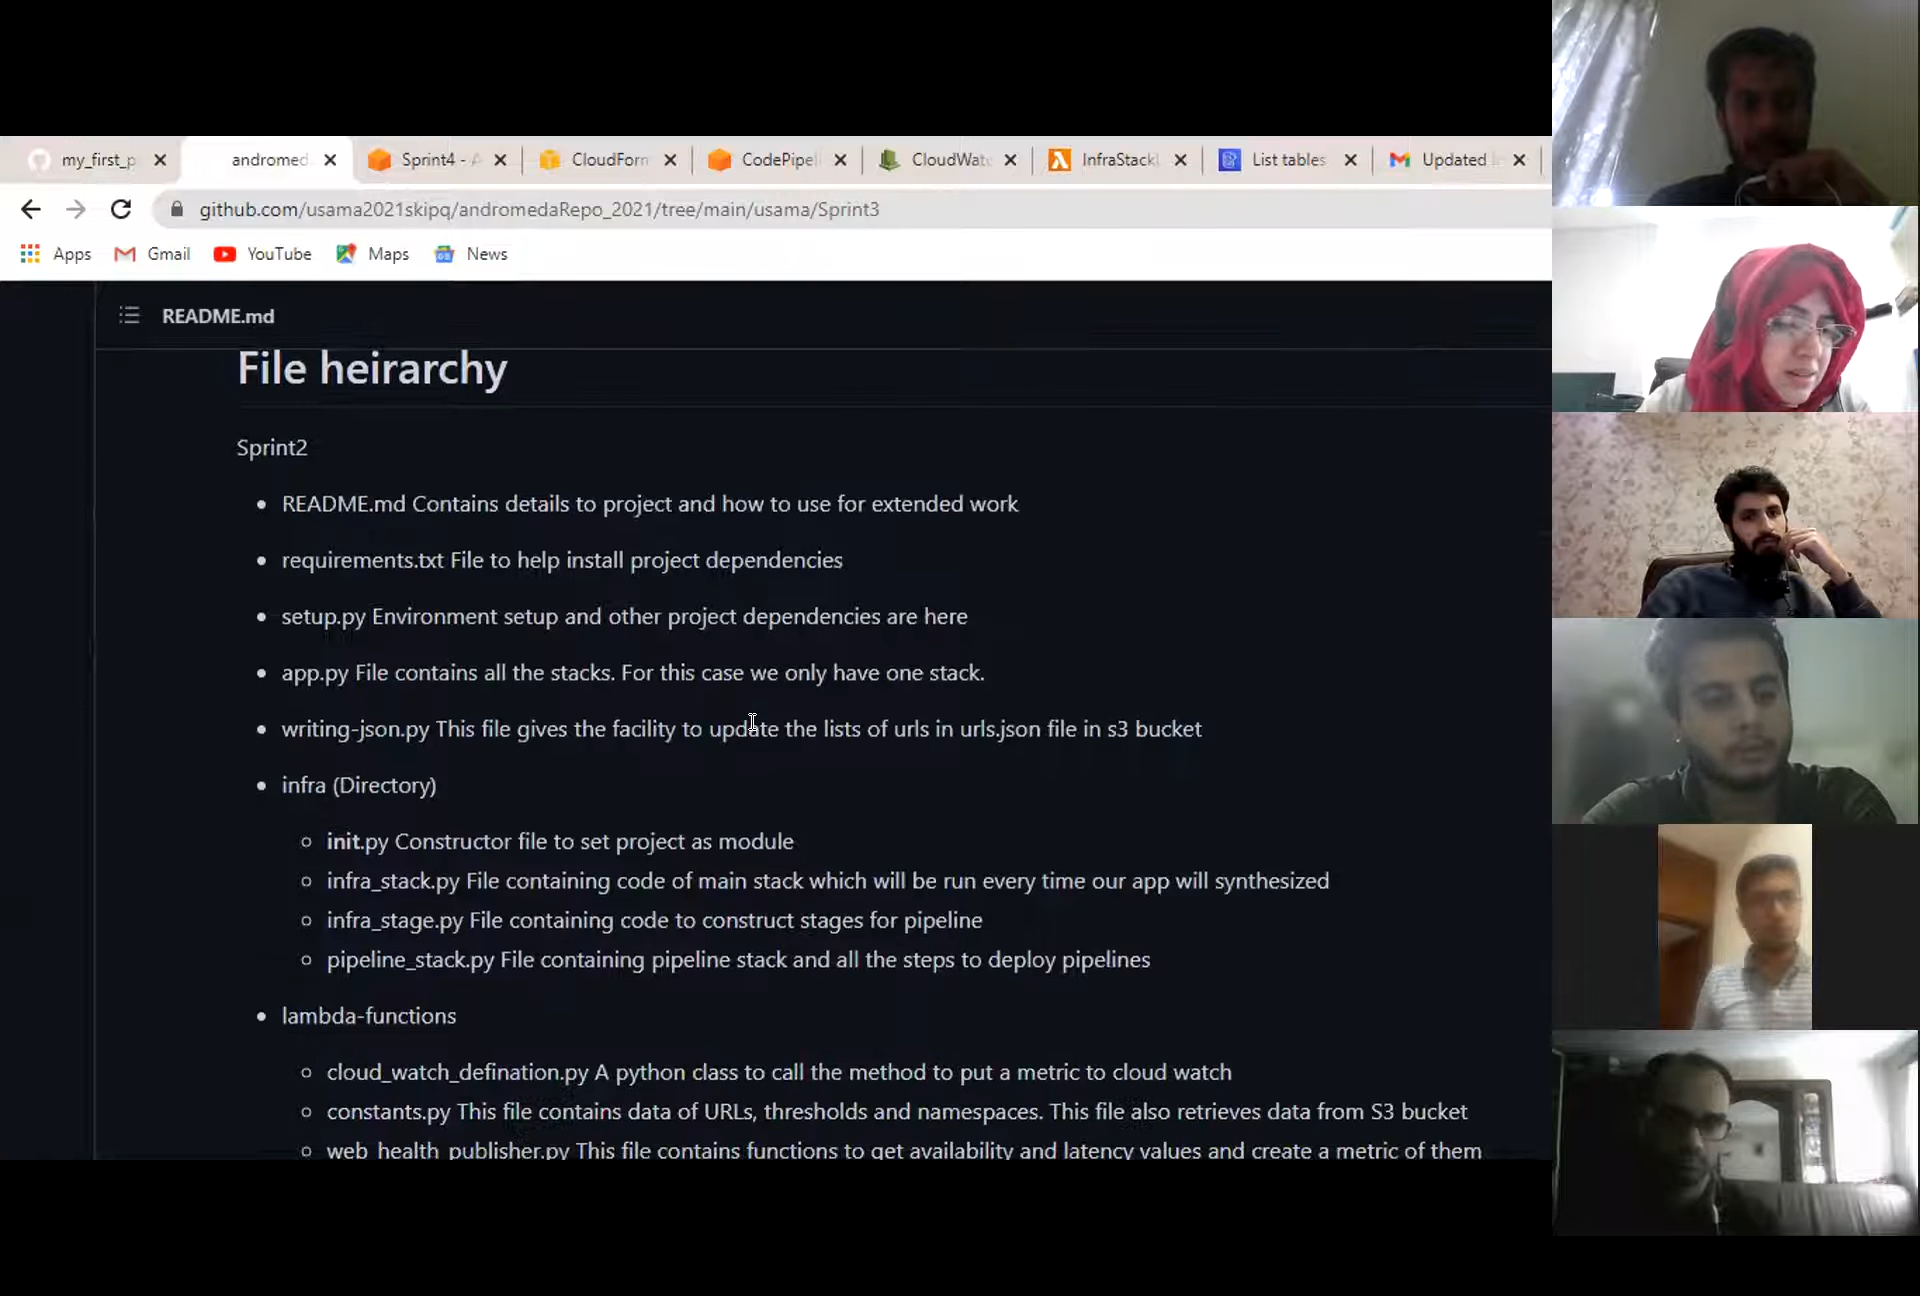 my_first_p
andromed
Sprint4 - A
CloudForm
CodePipel
CloudWat
InfraStack
List tables
Updated
github.com/usama2021skipq/andromedaRepo_2021/tree/main/usama/Sprint3
Apps
Gmail
YouTube
Maps
News
README.md
File heirarchy
Sprint2
README.md Contains details to project and how to use for extended work
requirements.txt File to help install project dependencies
setup.py Environment setup and other project dependencies are here
app.py File contains all the stacks. For this case we only have one stack.
writing-json.py This file gives the facility to update the lists of urls in urls.json file in s3 bucket
infra (Directory)
init.py Constructor file to set project as module
infra_stack.py File containing code of main stack which will be run every time our app will synthesized
infra_stage.py File containing code to construct stages for pipeline
pipeline_stack.py File containing pipeline stack and all the steps to deploy pipelines
lambda-functions
cloud_watch_defination.py A python class to call the method to put a metric to cloud watch
constants.py This file contains data of URLs, thresholds and namespaces. This file also retrieves data from S3 bucket
web_health_publisher.py This file contains functions to get availability and latency values and create a metric of them